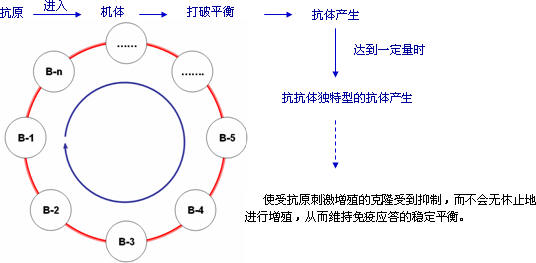 抗原 进入 机体 打破平衡 抗体产生
达到一定量时
抗抗体独特型的抗体产生
使受抗原刺激增殖的克隆受到抑制，而不会无休止地
进行增殖，从而维持免疫应答的稳定平衡。
……
…….
B-n
B-1
B-5
B-2
B-4
B-3